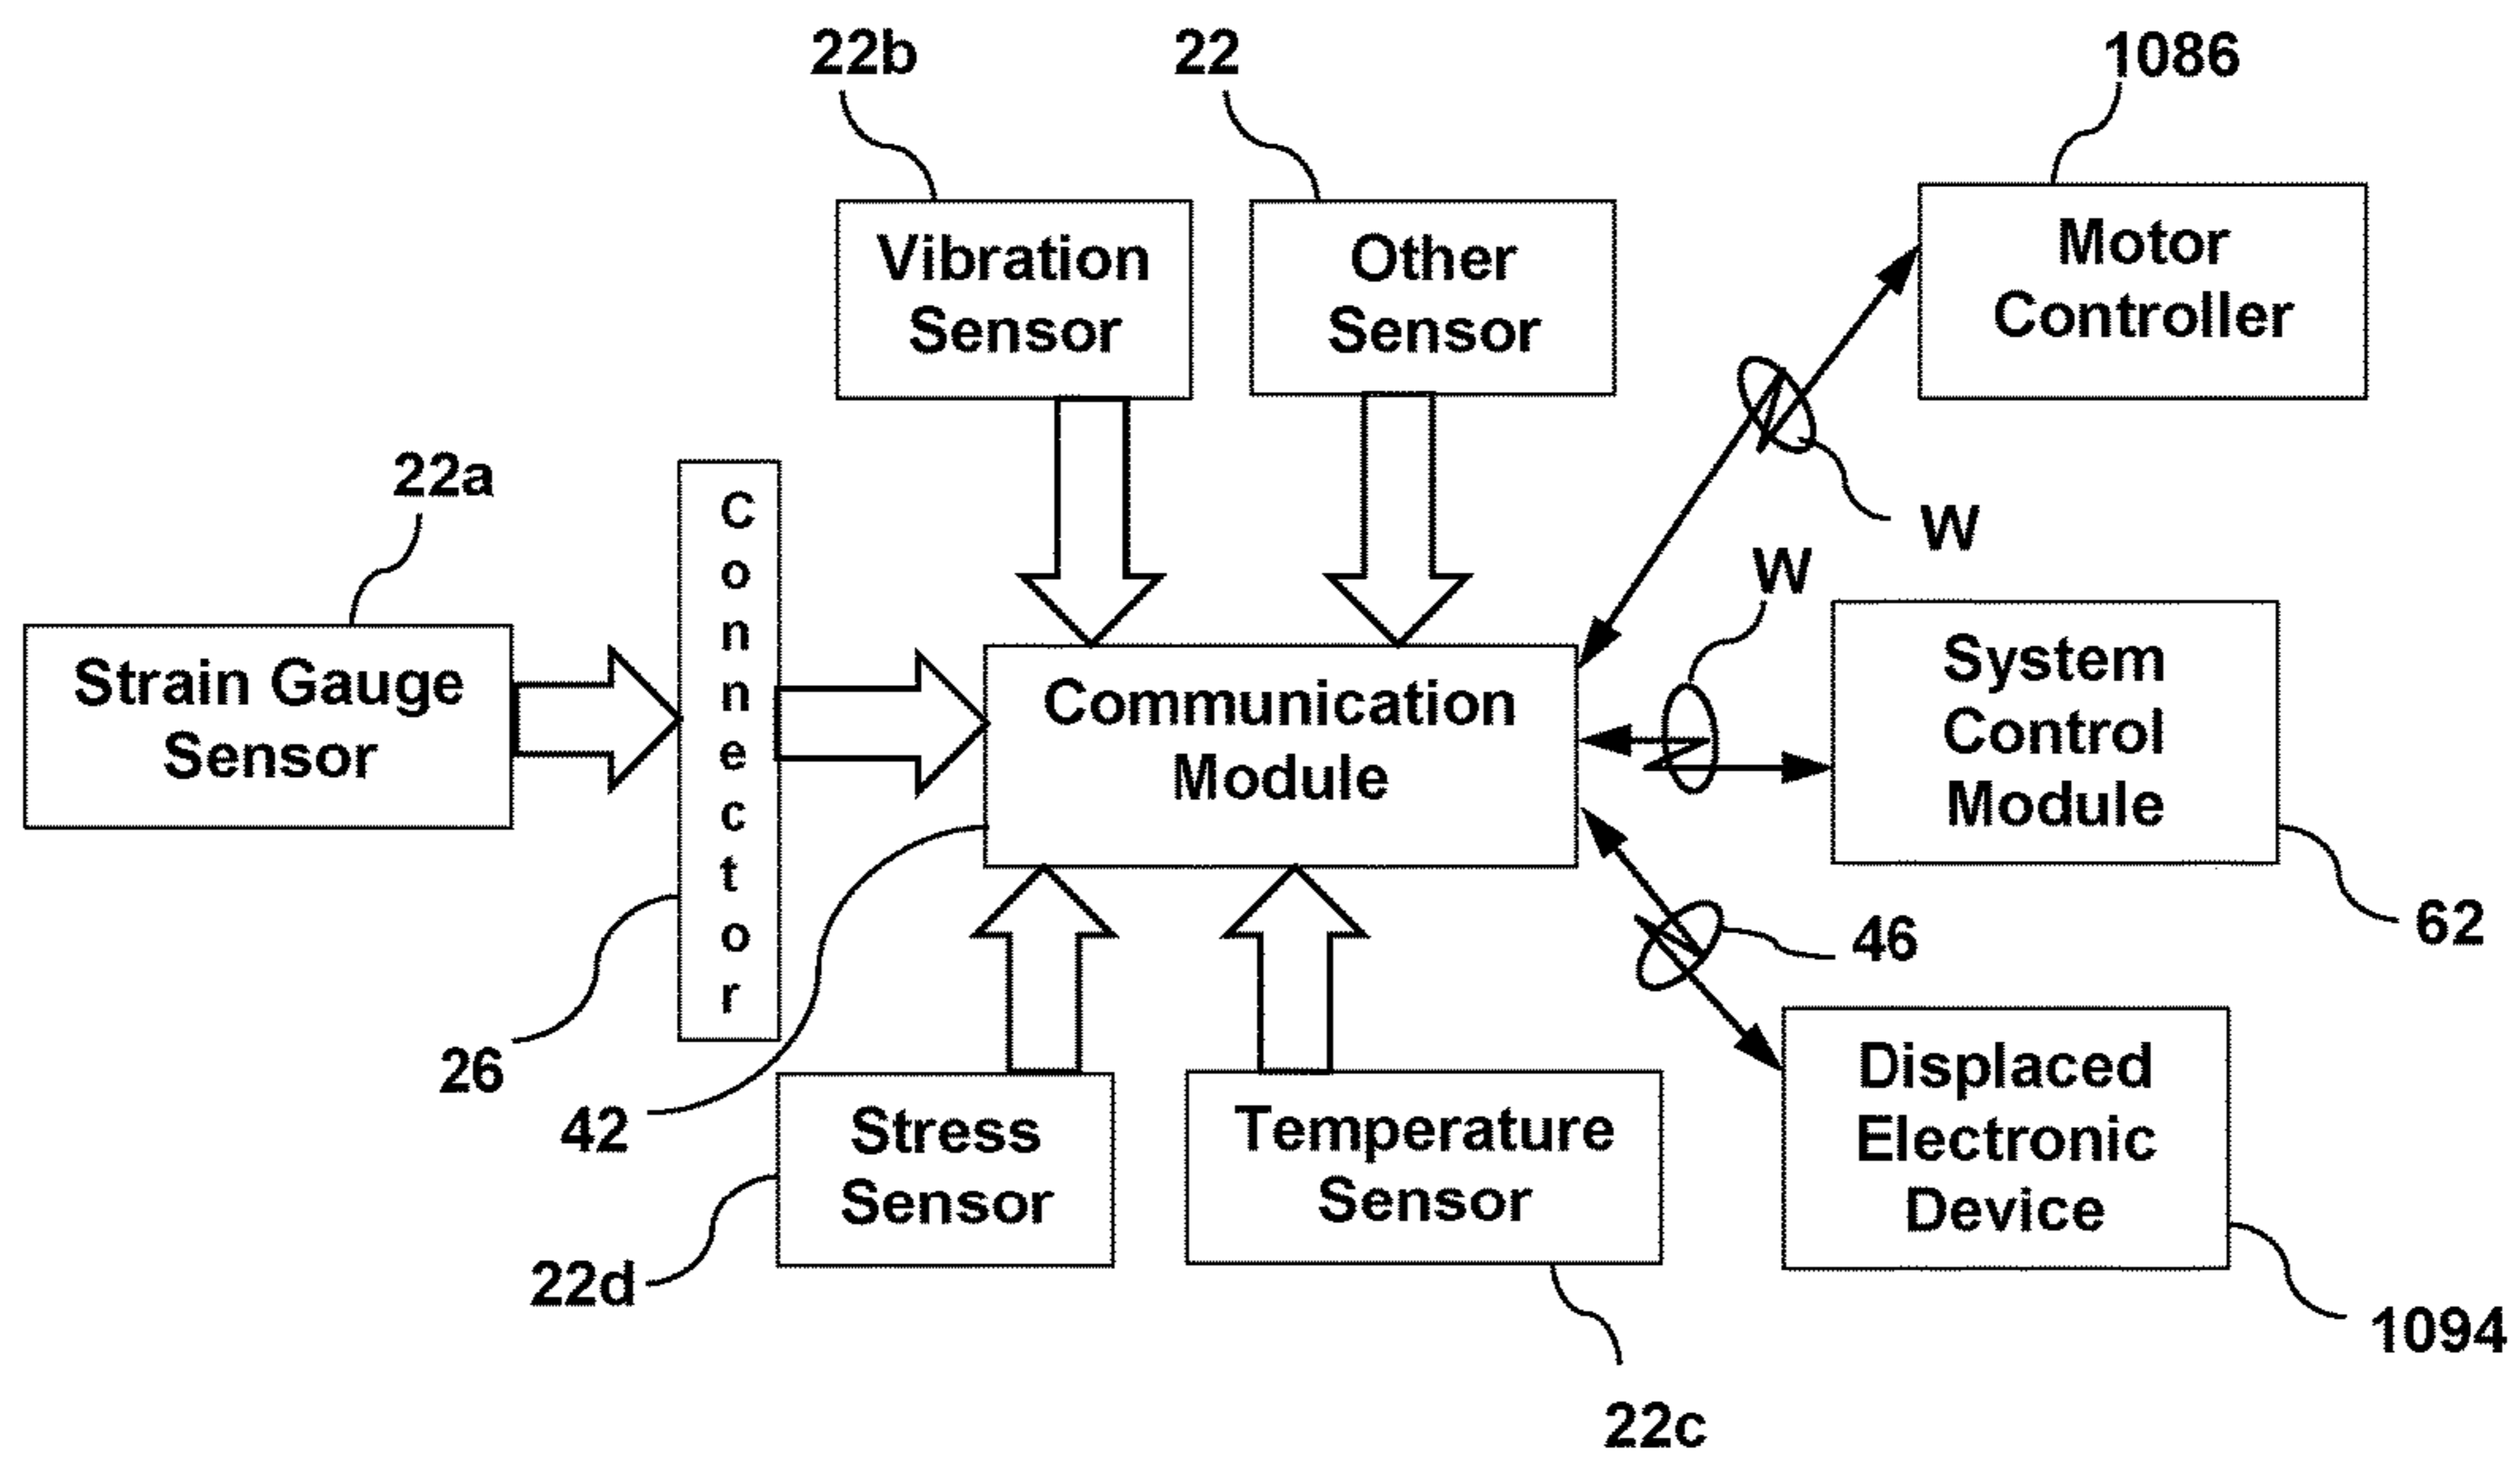 22b
22
1086
Vibration
Sensor
Other
Sensor
Motor
Controller
22a
Connector
W
W
Strain Gauge
Sensor
Communication
Module
System
Control
Module
62
46
26
42
Stress
Sensor
Temperature
Sensor
Displaced
Electronic
Device
22d
22c
1094